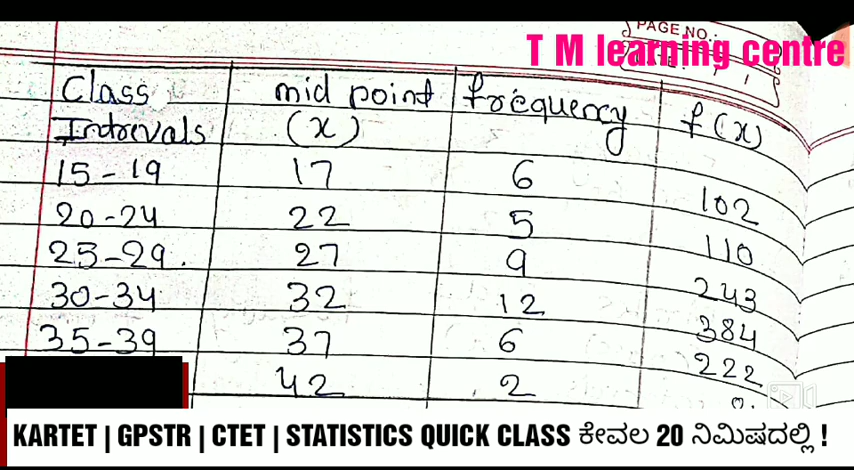 PAGE NO.:
T M learning centre
Class mid point frequency f(x)
Intrevals (x)
15-19 17 6 102
20-24 22 5 110
25-29. 27 9 243
30-34 32 12 384
35-39 37 6 222
42 2
KARTET | GPSTR | CTET | STATISTICS QUICK CLASS ಕೇವಲ 20 ನಿಮಿಷದಲ್ಲಿ !